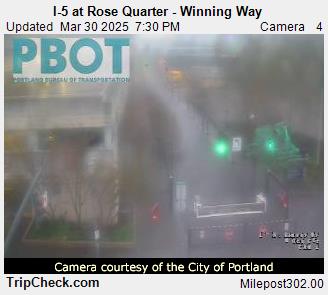 I-5 at Rose Quarter - Winning Way
Updated Mar 30 2025 7:30 PM Camera 4
PBOT
PORTLAND BUREAU OF TRANSPORTATION
Camera courtesy of the City of Portland
TripCheck.com Milepost302.00